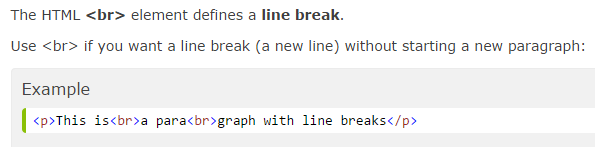 The HTML <br> element defines a line break.
Use <br> if you want a line break (a new line) without starting a new paragraph:
Example
<p>This is<br>a para<br>graph with line breaks</p>